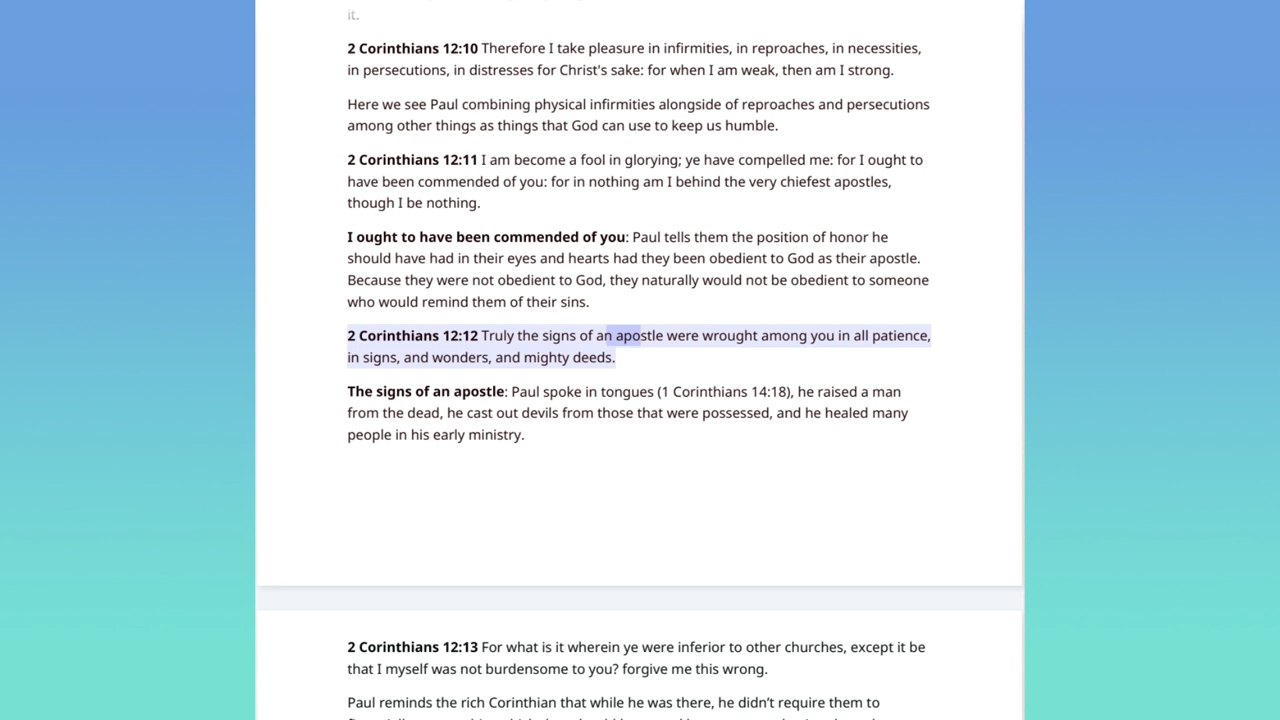 it.
2 Corinthians 12:10 Therefore I take pleasure in infirmities, in reproaches, in necessities,
in persecutions, in distresses for Christ's sake: for when I am weak, then am I strong.
Here we see Paul combining physical infirmities alongside of reproaches and persecutions
among other things as things that God can use to keep us humble.
2 Corinthians 12:11 I am become a fool in glorying; ye have compelled me: for I ought to
have been commended of you: for in nothing am I behind the very chiefest apostles,
though I be nothing.
I ought to have been commended of you: Paul tells them the position of honor he
should have had in their eyes and hearts had they been obedient to God as their apostle.
Because they were not obedient to God, they naturally would not be obedient to someone
who would remind them of their sins.
2 Corinthians 12:12 Truly the signs of an apostle were wrought among you in all patience,
in signs, and wonders, and mighty deeds.
The signs of an apostle: Paul spoke in tongues (1 Corinthians 14:18), he raised a man
from the dead, he cast out devils from those that were possessed, and he healed many
people in his early ministry.
2 Corinthians 12:13 For what is it wherein ye were inferior to other churches, except it be
that I myself was not burdensome to you? forgive me this wrong.
Paul reminds the rich Corinthian that while he was there, he didn't require them to